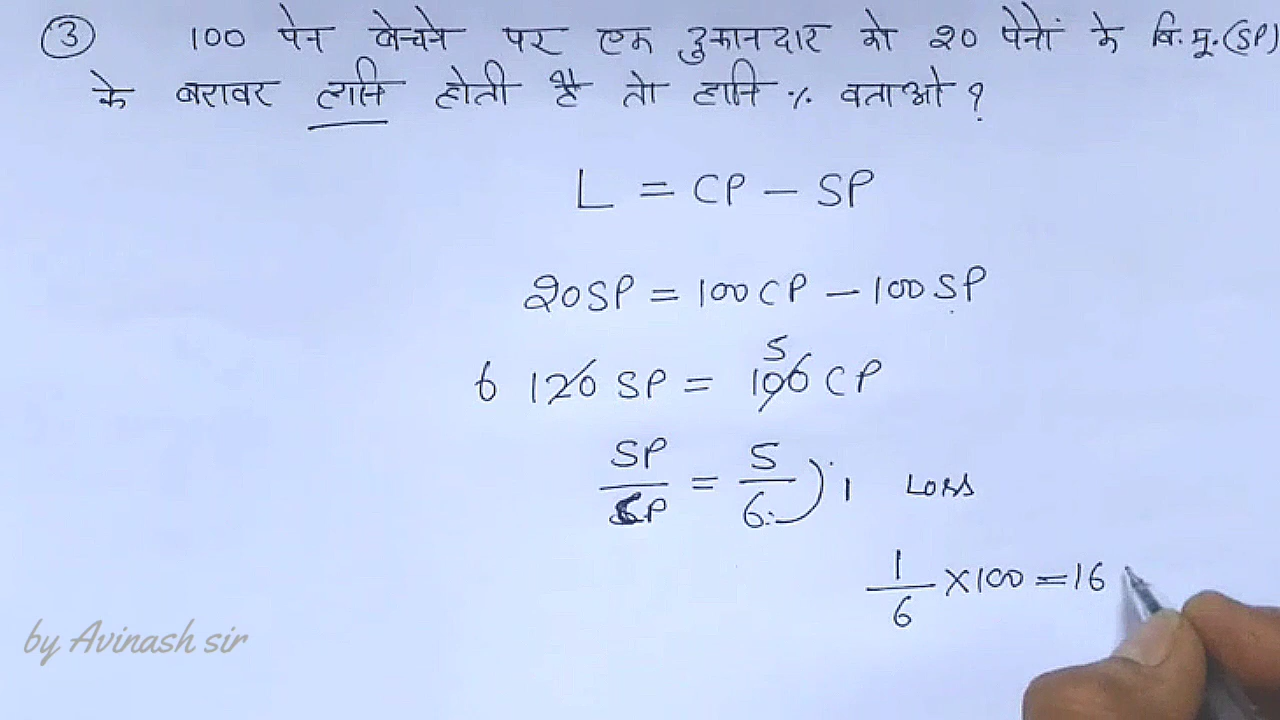 ③ 100 पेन बेचने पर एक दुकानदार को 20 पेनों के वि.मू.(SP)
के बराबर हानि होती है तो हानि % बताओ ?
L = CP - SP
20SP = 100CP - 100SP
5
6 120 SP = 100 CP
SP/CP = 5/6 ) 1 Loss
1/6 × 100 = 16
by Avinash sir